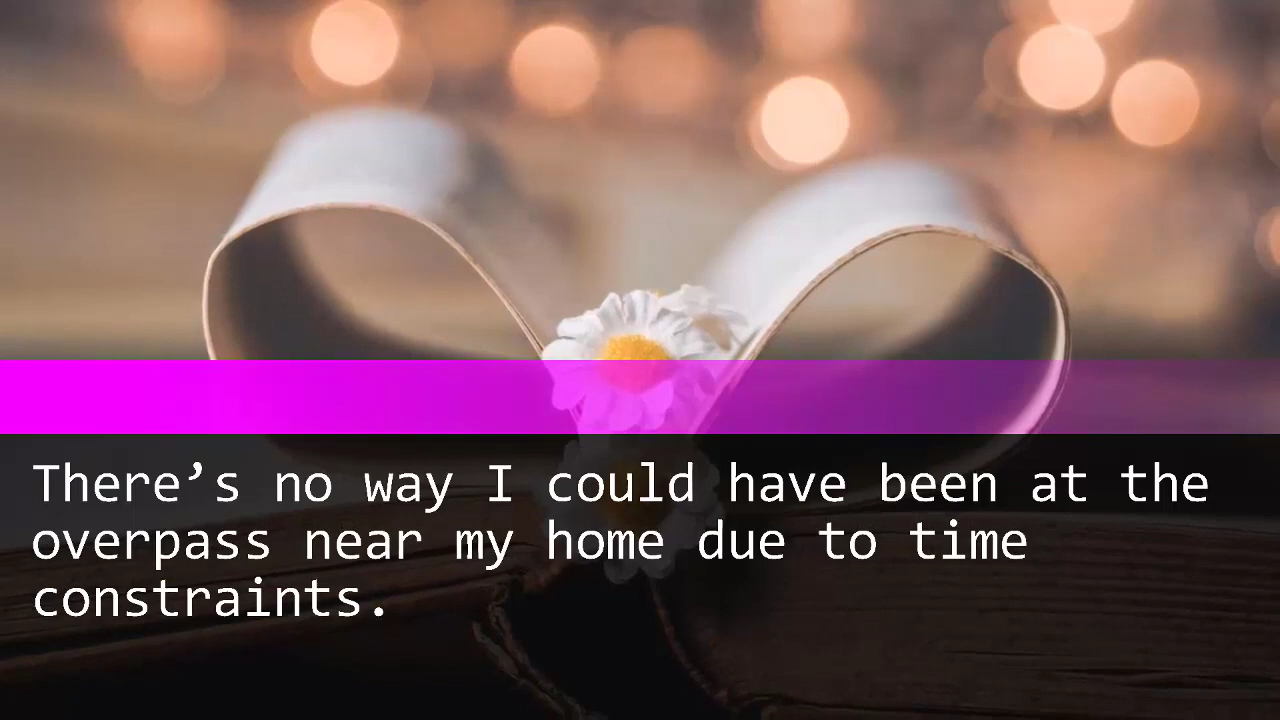 There’s no way I could have been at the
overpass near my home due to time
constraints.